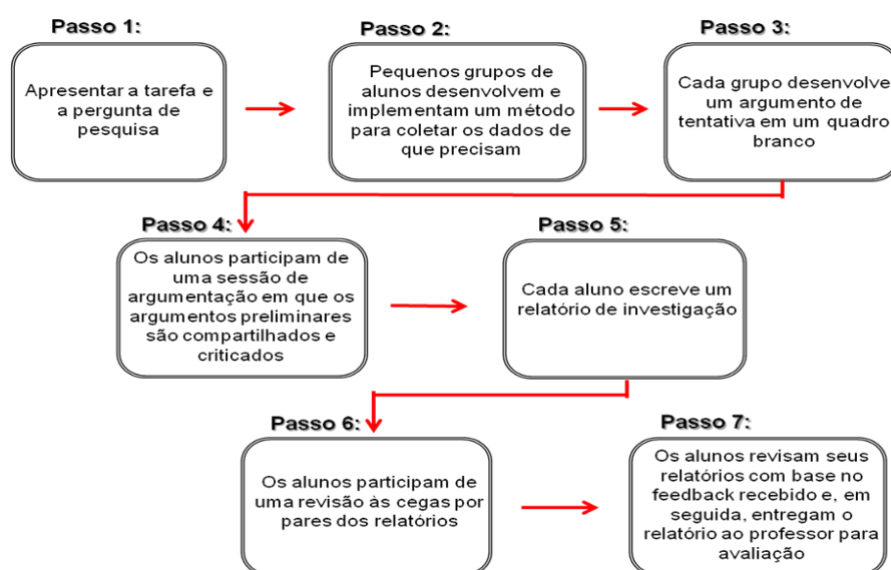 Passo 1:
Apresentar a tarefa e
a pergunta de
pesquisa
Passo 2:
Pequenos grupos de
alunos desenvolvem e
implementam um método
para coletar os dados de
que precisam
Passo 3:
Cada grupo desenvolve
um argumento de
tentativa em um quadro
branco
Passo 4:
Os alunos participam de
uma sessão de
argumentação em que os
argumentos preliminares
são compartilhados e
criticados
Passo 5:
Cada aluno escreve um
relatório de investigação
Passo 6:
Os alunos participam de
uma revisão às cegas por
pares dos relatórios
Passo 7:
Os alunos revisam seus
relatórios com base no
feedback recebido e, em
seguida, entregam o
relatório ao professor para
avaliação